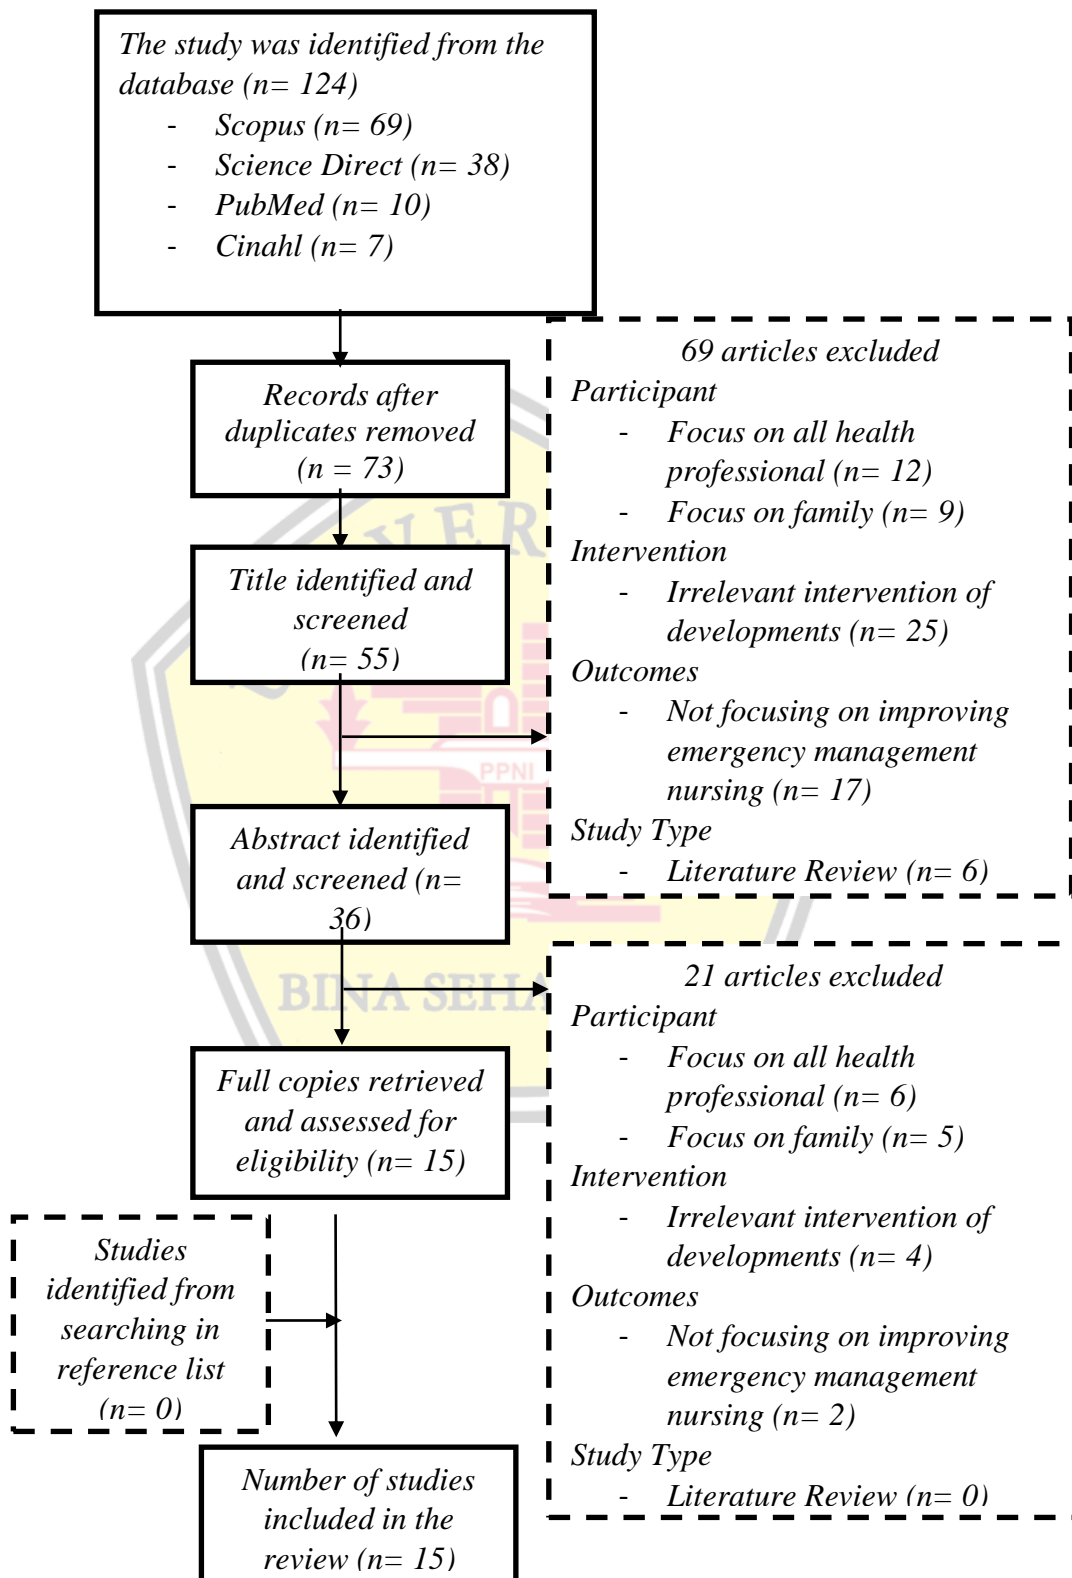 The study was identified from the
database (n= 124)
- Scopus (n= 69)
- Science Direct (n= 38)
- PubMed (n= 10)
- Cinahl (n= 7)
Records after
duplicates removed
(n = 73)
Title identified and
screened
(n= 55)
69 articles excluded
Participant
- Focus on all health
professional (n= 12)
- Focus on family (n= 9)
Intervention
- Irrelevant intervention of
developments (n= 25)
Outcomes
- Not focusing on improving
emergency management
nursing (n= 17)
Study Type
- Literature Review (n= 6)
Abstract identified
and screened (n=
36)
21 articles excluded
Participant
- Focus on all health
professional (n= 6)
- Focus on family (n= 5)
Intervention
- Irrelevant intervention of
developments (n= 4)
Outcomes
- Not focusing on improving
emergency management
nursing (n= 2)
Study Type
- Literature Review (n= 0)
Full copies retrieved
and assessed for
eligibility (n= 15)
Studies
identified from
searching in
reference list
(n= 0)
Number of studies
included in the
review (n= 15)
VER
PPNI
BINA SEHA